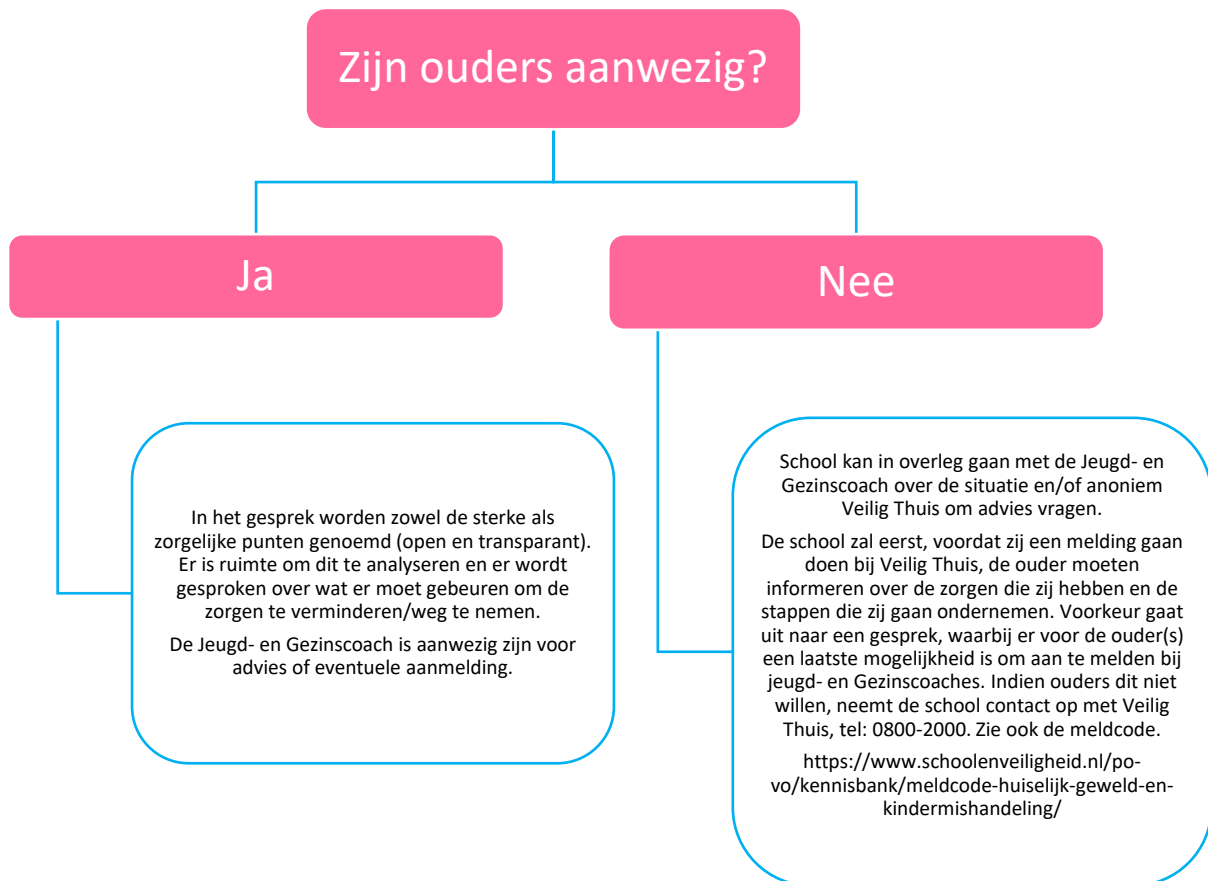 Zijn ouders aanwezig?
Ja
Nee
In het gesprek worden zowel de sterke als
zorgelijke punten genoemd (open en transparant).
Er is ruimte om dit te analyseren en er wordt
gesproken over wat er moet gebeuren om de
zorgen te verminderen/weg te nemen.
De Jeugd- en Gezinscoach is aanwezig zijn voor
advies of eventuele aanmelding.
School kan in overleg gaan met de Jeugd- en
Gezinscoach over de situatie en/of anoniem
Veilig Thuis om advies vragen.
De school zal eerst, voordat zij een melding gaan
doen bij Veilig Thuis, de ouder moeten
informeren over de zorgen die zij hebben en de
stappen die zij gaan ondernemen. Voorkeur gaat
uit naar een gesprek, waarbij er voor de ouder(s)
een laatste mogelijkheid is om aan te melden bij
jeugd- en Gezinscoaches. Indien ouders dit niet
willen, neemt de school contact op met Veilig
Thuis, tel: 0800-2000. Zie ook de meldcode.
https://www.schoolenveiligheid.nl/po-
vo/kennisbank/meldcode-huiselijk-geweld-en-
kindermishandeling/